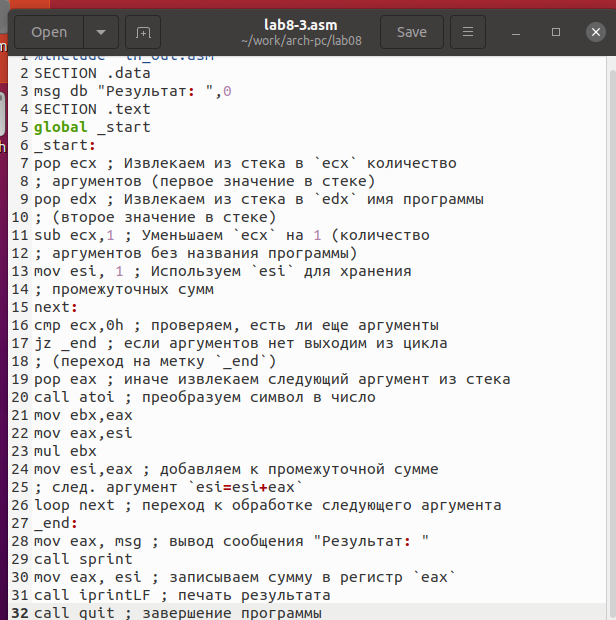 Open
lab8-3.asm
~/work/arch-pc/lab08
Save
1 %include 'in_out.asm'
2 SECTION .data
3 msg db "Результат: ",0
4 SECTION .text
5 global _start
6 _start:
7 pop ecx ; Извлекаем из стека в `ecx` количество
8 ; аргументов (первое значение в стеке)
9 pop edx ; Извлекаем из стека в `edx` имя программы
10 ; (второе значение в стеке)
11 sub ecx,1 ; Уменьшаем `ecx` на 1 (количество
12 ; аргументов без названия программы)
13 mov esi, 1 ; Используем `esi` для хранения
14 ; промежуточных сумм
15 next:
16 cmp ecx,0h ; проверяем, есть ли еще аргументы
17 jz _end ; если аргументов нет выходим из цикла
18 ; (переход на метку `_end`)
19 pop eax ; иначе извлекаем следующий аргумент из стека
20 call atoi ; преобразуем символ в число
21 mov ebx,eax
22 mov eax,esi
23 mul ebx
24 mov esi,eax ; добавляем к промежуточной сумме
25 ; след. аргумент `esi=esi+eax`
26 loop next ; переход к обработке следующего аргумента
27 _end:
28 mov eax, msg ; вывод сообщения "Результат: "
29 call sprint
30 mov eax, esi ; записываем сумму в регистр `eax`
31 call iprintLF ; печать результата
32 call quit ; завершение программы